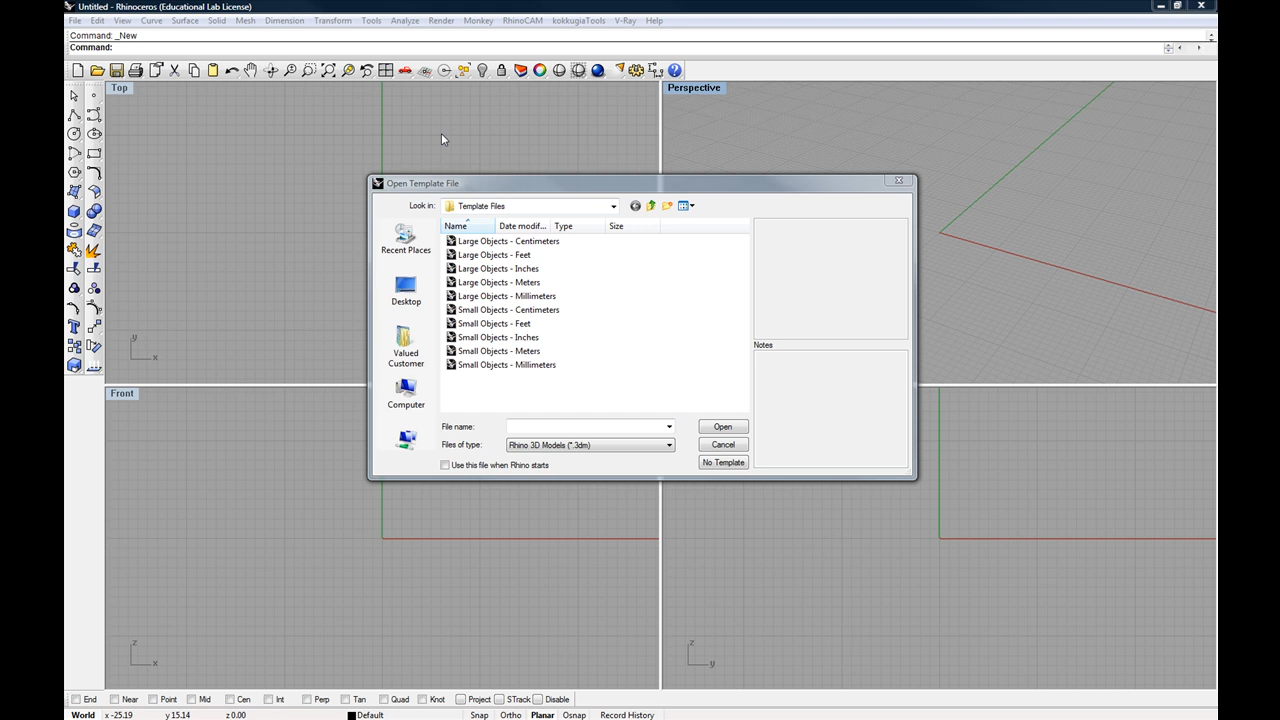 Untitled - Rhinoceros (Educational Lab License)
File Edit View Curve Surface Solid Mesh Dimension Transform Tools Analyze Render Monkey RhinoCAM kokkugiaTools V-Ray Help
Command: _New
Command:
Top
Perspective
Open Template File
Look in: Template Files
Name Date modif... Type Size
Recent Places
Desktop
Valued Customer
Computer
Large Objects - Centimeters
Large Objects - Feet
Large Objects - Inches
Large Objects - Meters
Large Objects - Millimeters
Small Objects - Centimeters
Small Objects - Feet
Small Objects - Inches
Small Objects - Meters
Small Objects - Millimeters
Notes
File name: Open
Files of type: Rhino 3D Models (*.3dm) Cancel
Use this file when Rhino starts No Template
y
x
Front
z
x
z
y
End Near Point Mid Cen Int Perp Tan Quad Knot Project STrack Disable
World x -25.19 y 15.14 z 0.00 Default Snap Ortho Planar Osnap Record History